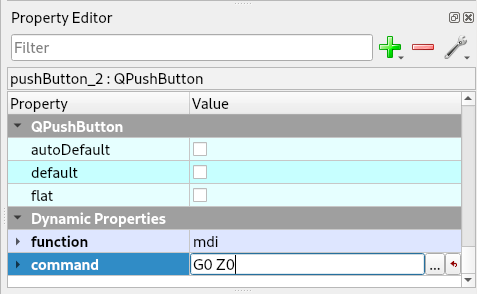 Property Editor
Filter
pushButton_2 : QPushButton
Property Value
QPushButton
autoDefault
default
flat
Dynamic Properties
function mdi
command G0 Z0 ...